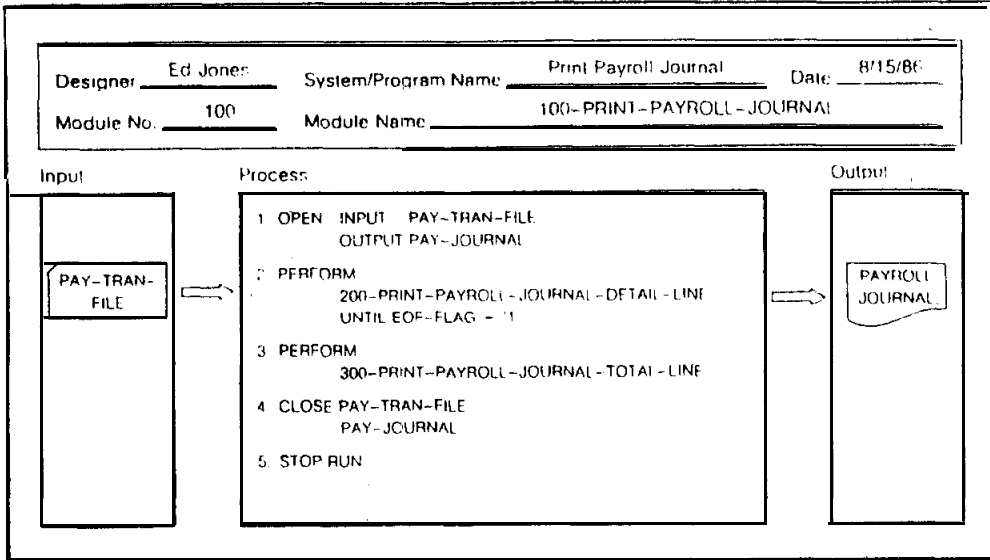 Designer Ed Jones System/Program Name Print Payroll Journal Date 8/15/86
Module No. 100 Module Name 100-PRINT-PAYROLL-JOURNAL
Input Process Output
1 OPEN INPUT PAY-TRAN-FILE
OUTPUT PAY-JOURNAL
2 PERFORM
200-PRINT-PAYROLL-JOURNAL-DETAIL-LINE
UNTIL EOF-FLAG = '1
3 PERFORM
300-PRINT-PAYROLL-JOURNAL-TOTAL-LINE
4 CLOSE PAY-TRAN-FILE
PAY-JOURNAL
5. STOP RUN
PAY-TRAN-
FILE
PAYROLL
JOURNAL